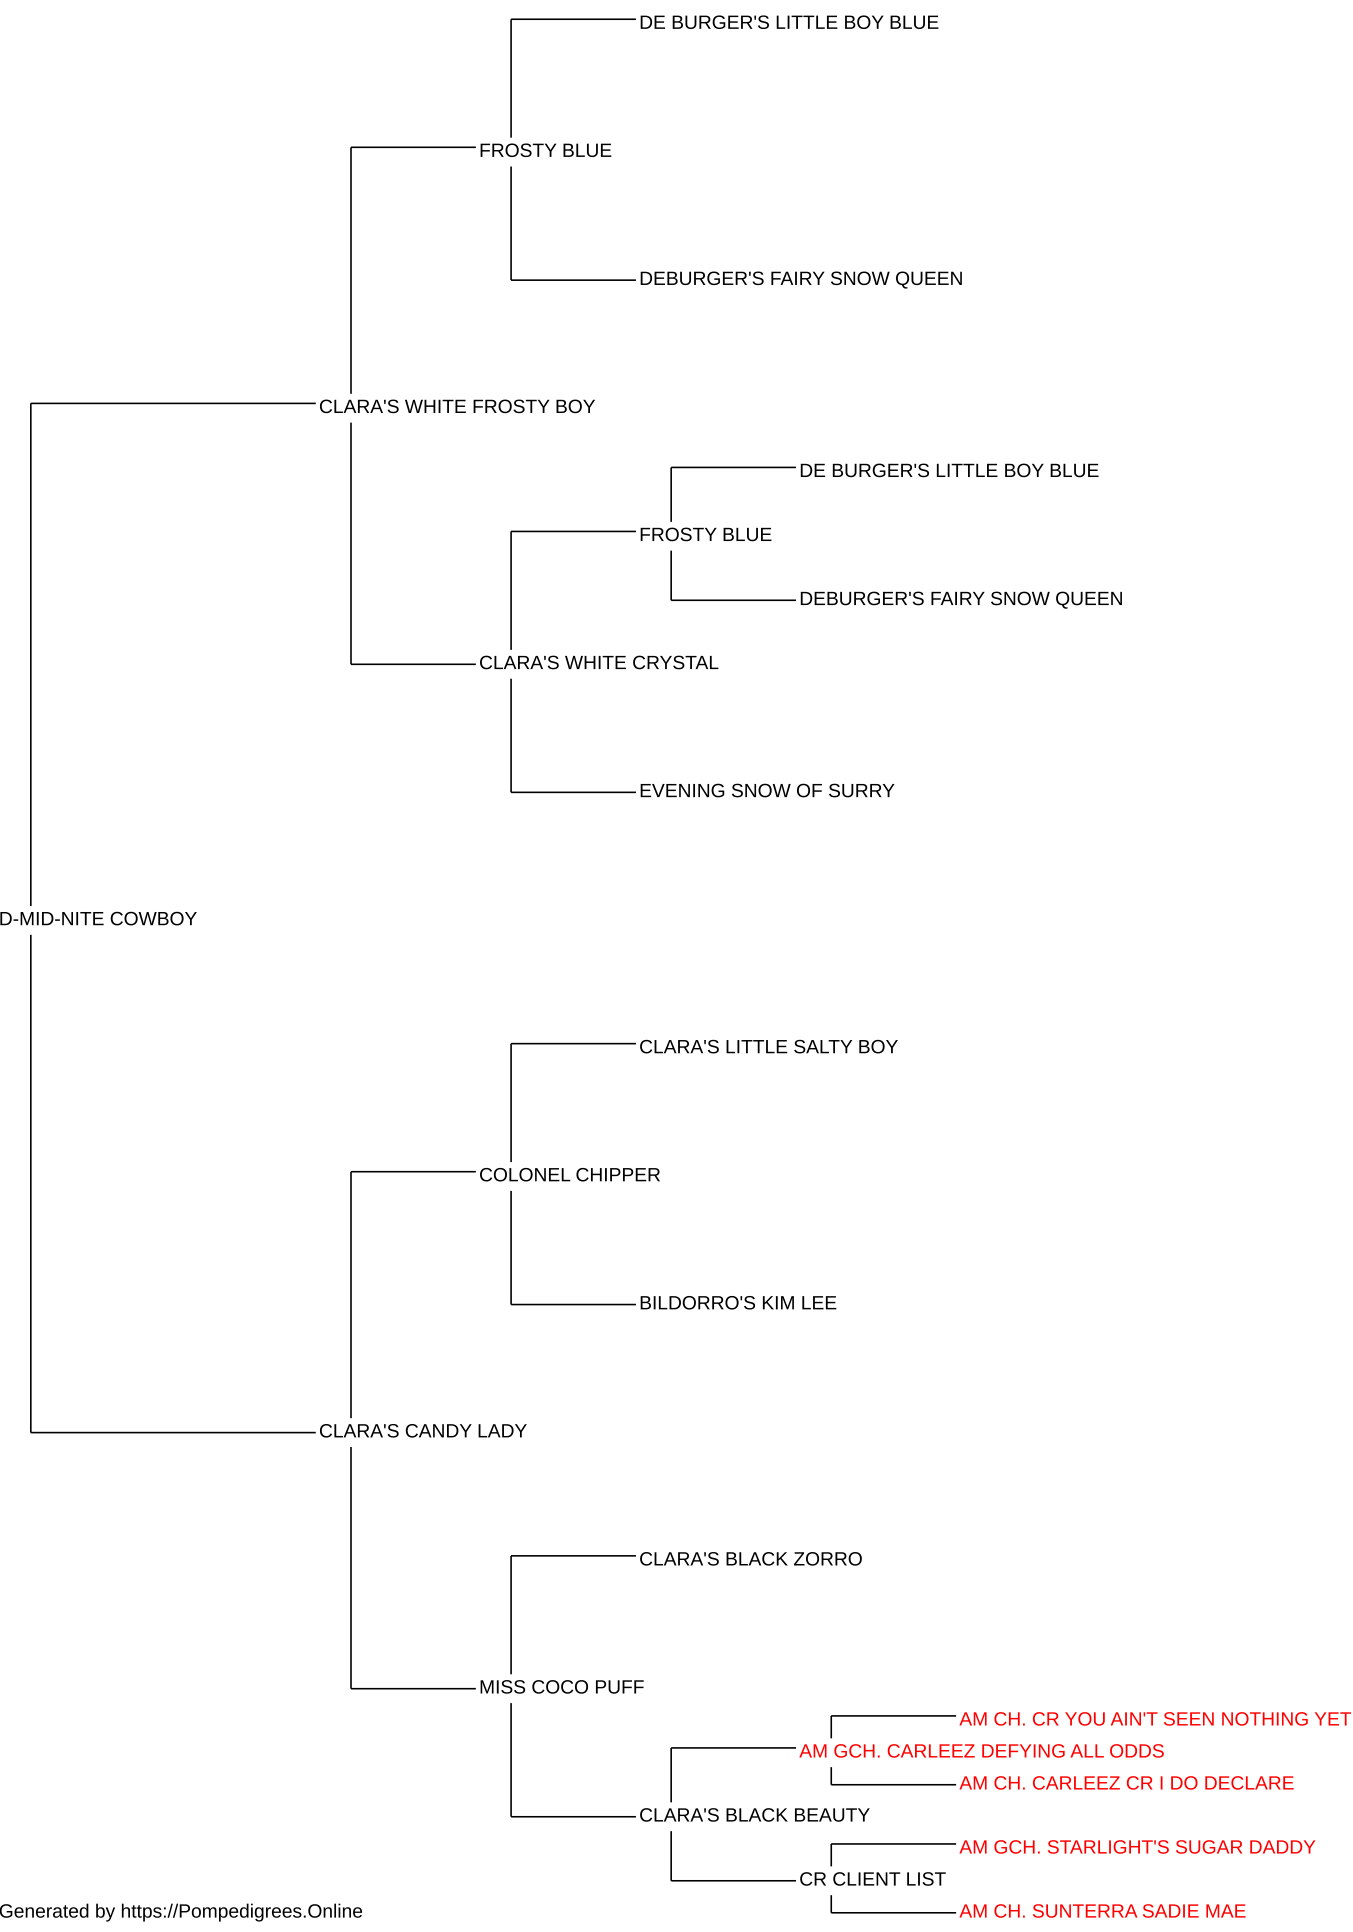 DE BURGER'S LITTLE BOY BLUE
FROSTY BLUE
DEBURGER'S FAIRY SNOW QUEEN
CLARA'S WHITE FROSTY BOY
DE BURGER'S LITTLE BOY BLUE
FROSTY BLUE
DEBURGER'S FAIRY SNOW QUEEN
CLARA'S WHITE CRYSTAL
EVENING SNOW OF SURRY
D-MID-NITE COWBOY
CLARA'S LITTLE SALTY BOY
COLONEL CHIPPER
BILDORRO'S KIM LEE
CLARA'S CANDY LADY
CLARA'S BLACK ZORRO
MISS COCO PUFF
AM CH. CR YOU AIN'T SEEN NOTHING YET
AM GCH. CARLEEZ DEFYING ALL ODDS
AM CH. CARLEEZ CR I DO DECLARE
CLARA'S BLACK BEAUTY
AM GCH. STARLIGHT'S SUGAR DADDY
CR CLIENT LIST
AM CH. SUNTERRA SADIE MAE
Generated by https://Pompedigrees.Online